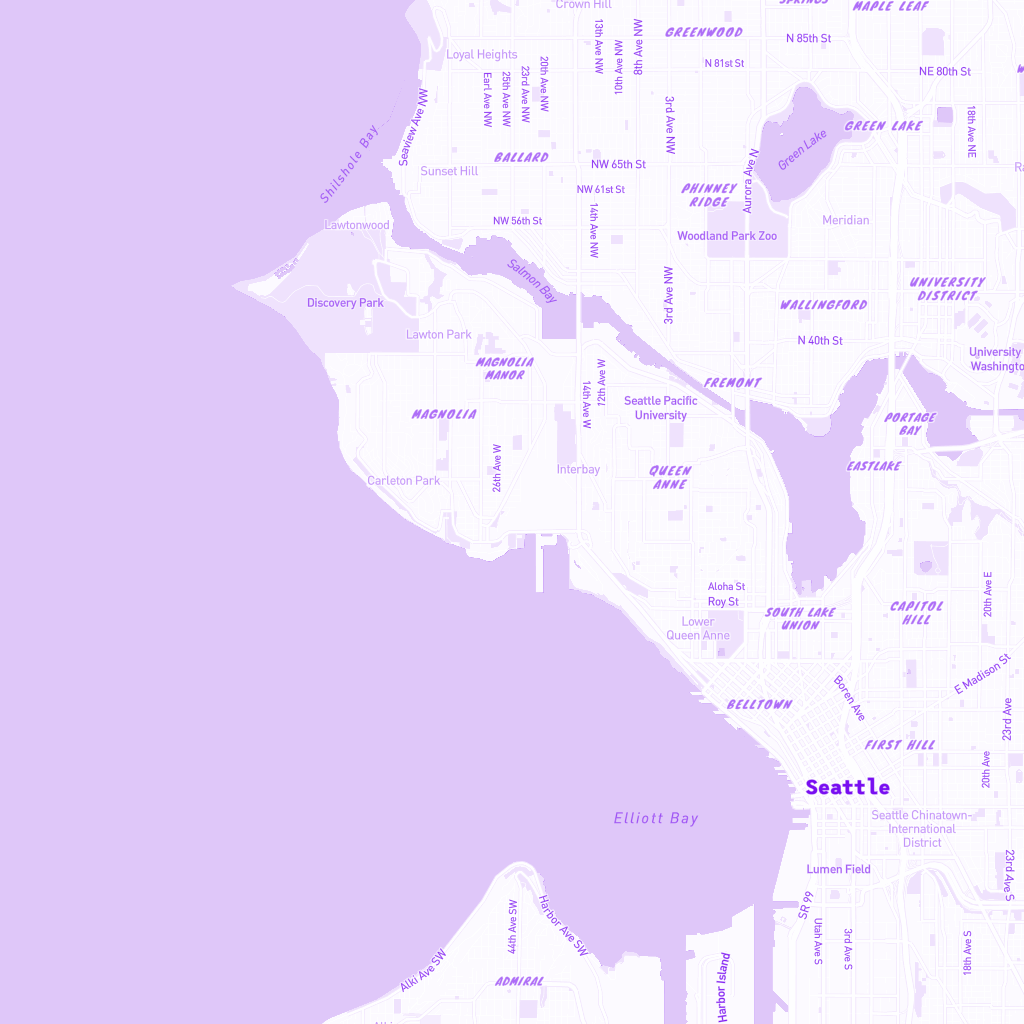 Crown Hill
SPRINGS
MAPLE LEAF
GREENWOOD
N 85th St
13th Ave NW
10th Ave NW
8th Ave NW
Loyal Heights
N 81st St
NE 80th St
20th Ave NW
23rd Ave NW
25th Ave NW
Earl Ave NW
Seaview Ave NW
3rd Ave NW
18th Ave NE
GREEN LAKE
Green Lake
Shilshole Bay
BALLARD
NW 65th St
Sunset Hill
NW 61st St
PHINNEY
RIDGE
Aurora Ave N
14th Ave NW
NW 56th St
Lawtonwood
Meridian
Woodland Park Zoo
Salmon Bay
3rd Ave NW
UNIVERSITY
DISTRICT
Discovery Park
WALLINGFORD
Lawton Park
N 40th St
University
Washington
MAGNOLIA
MANOR
12th Ave W
14th Ave W
FREMONT
Seattle Pacific
University
MAGNOLIA
PORTAGE
BAY
26th Ave W
Interbay
QUEEN
ANNE
EASTLAKE
Carleton Park
Aloha St
Roy St
20th Ave E
SOUTH LAKE
UNION
CAPITOL
HILL
Lower
Queen Anne
E Madison St
Boren Ave
BELLTOWN
23rd Ave
FIRST HILL
20th Ave
Seattle
Elliott Bay
Seattle Chinatown-
International
District
Lumen Field
23rd Ave S
SR 99
Utah Ave S
3rd Ave S
18th Ave S
44th Ave SW
Harbor Ave SW
Alki Ave SW
ADMIRAL
Harbor Island